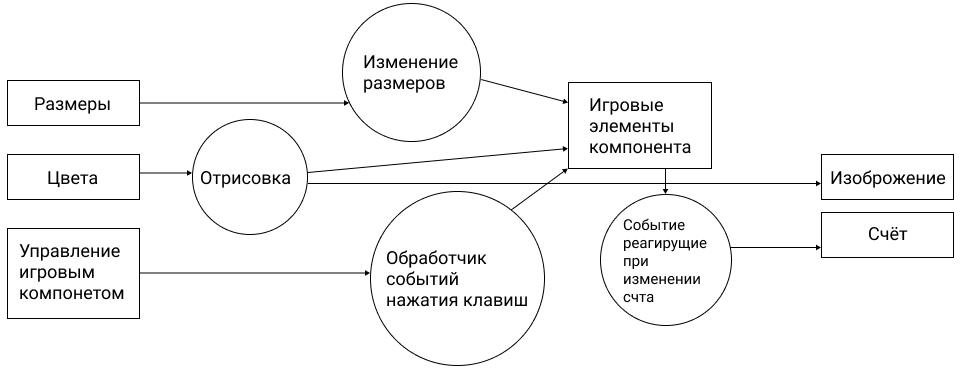 Изменение
размеров
Размеры
Игровые
элементы
компонента
Цвета
Отрисовка
Изоброжение
Управление
игровым
компонетом
Обработчик
событий
нажатия клавиш
Событие
реагирущие
при
изменении
счта
Счёт